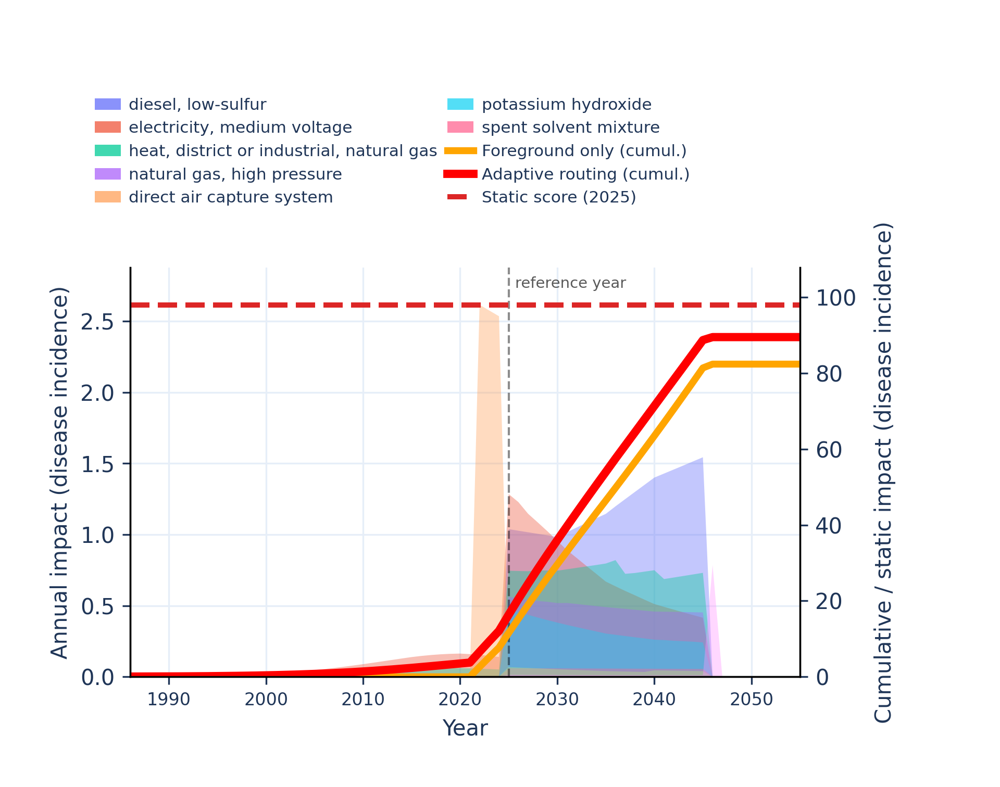 diesel, low-sulfur
electricity, medium voltage
heat, district or industrial, natural gas
natural gas, high pressure
direct air capture system
potassium hydroxide
spent solvent mixture
Foreground only (cumul.)
Adaptive routing (cumul.)
Static score (2025)
reference year
Annual impact (disease incidence)
2.5
2.0
1.5
1.0
0.5
0.0
100
80
60
40
20
0
Cumulative / static impact (disease incidence)
1990 2000 2010 2020 2030 2040 2050
Year